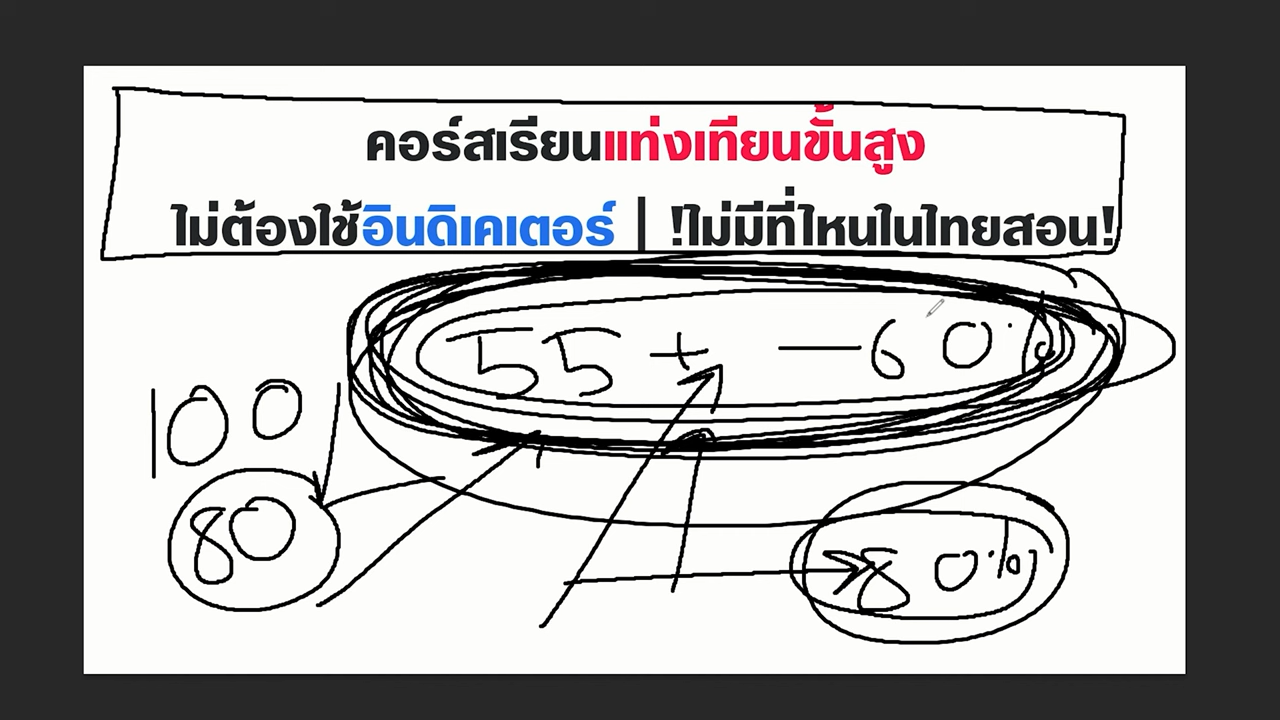 คอร์สเรียนแท่งเทียนขั้นสูง
ไม่ต้องใช้อินดิเคเตอร์ | !ไม่มีที่ไหนในไทยสอน!
55 + — 60%
100
80
80%